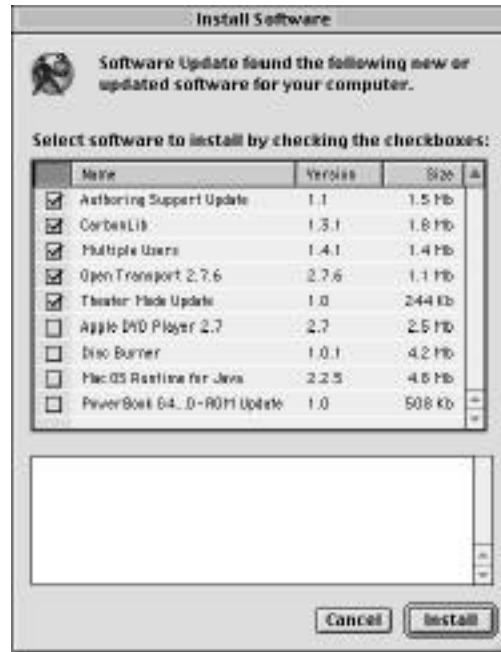 Install Software
Software Update found the following new or
updated software for your computer.
Select software to install by checking the checkboxes:
Name Version Size
Authoring Support Update 1.1 1.5 Mb
CarbonLib 1.3.1 1.8 Mb
Multiple Users 1.4.1 1.4 Mb
Open Transport 2.7.6 2.7.6 1.1 Mb
Theater Mode Update 1.0 244 Kb
Apple DVD Player 2.7 2.7 2.5 Mb
Disc Burner 1.0.1 4.2 Mb
Mac OS Runtime for Java 2.2.5 4.6 Mb
PowerBook G4...D-ROM Update 1.0 508 Kb
Cancel Install